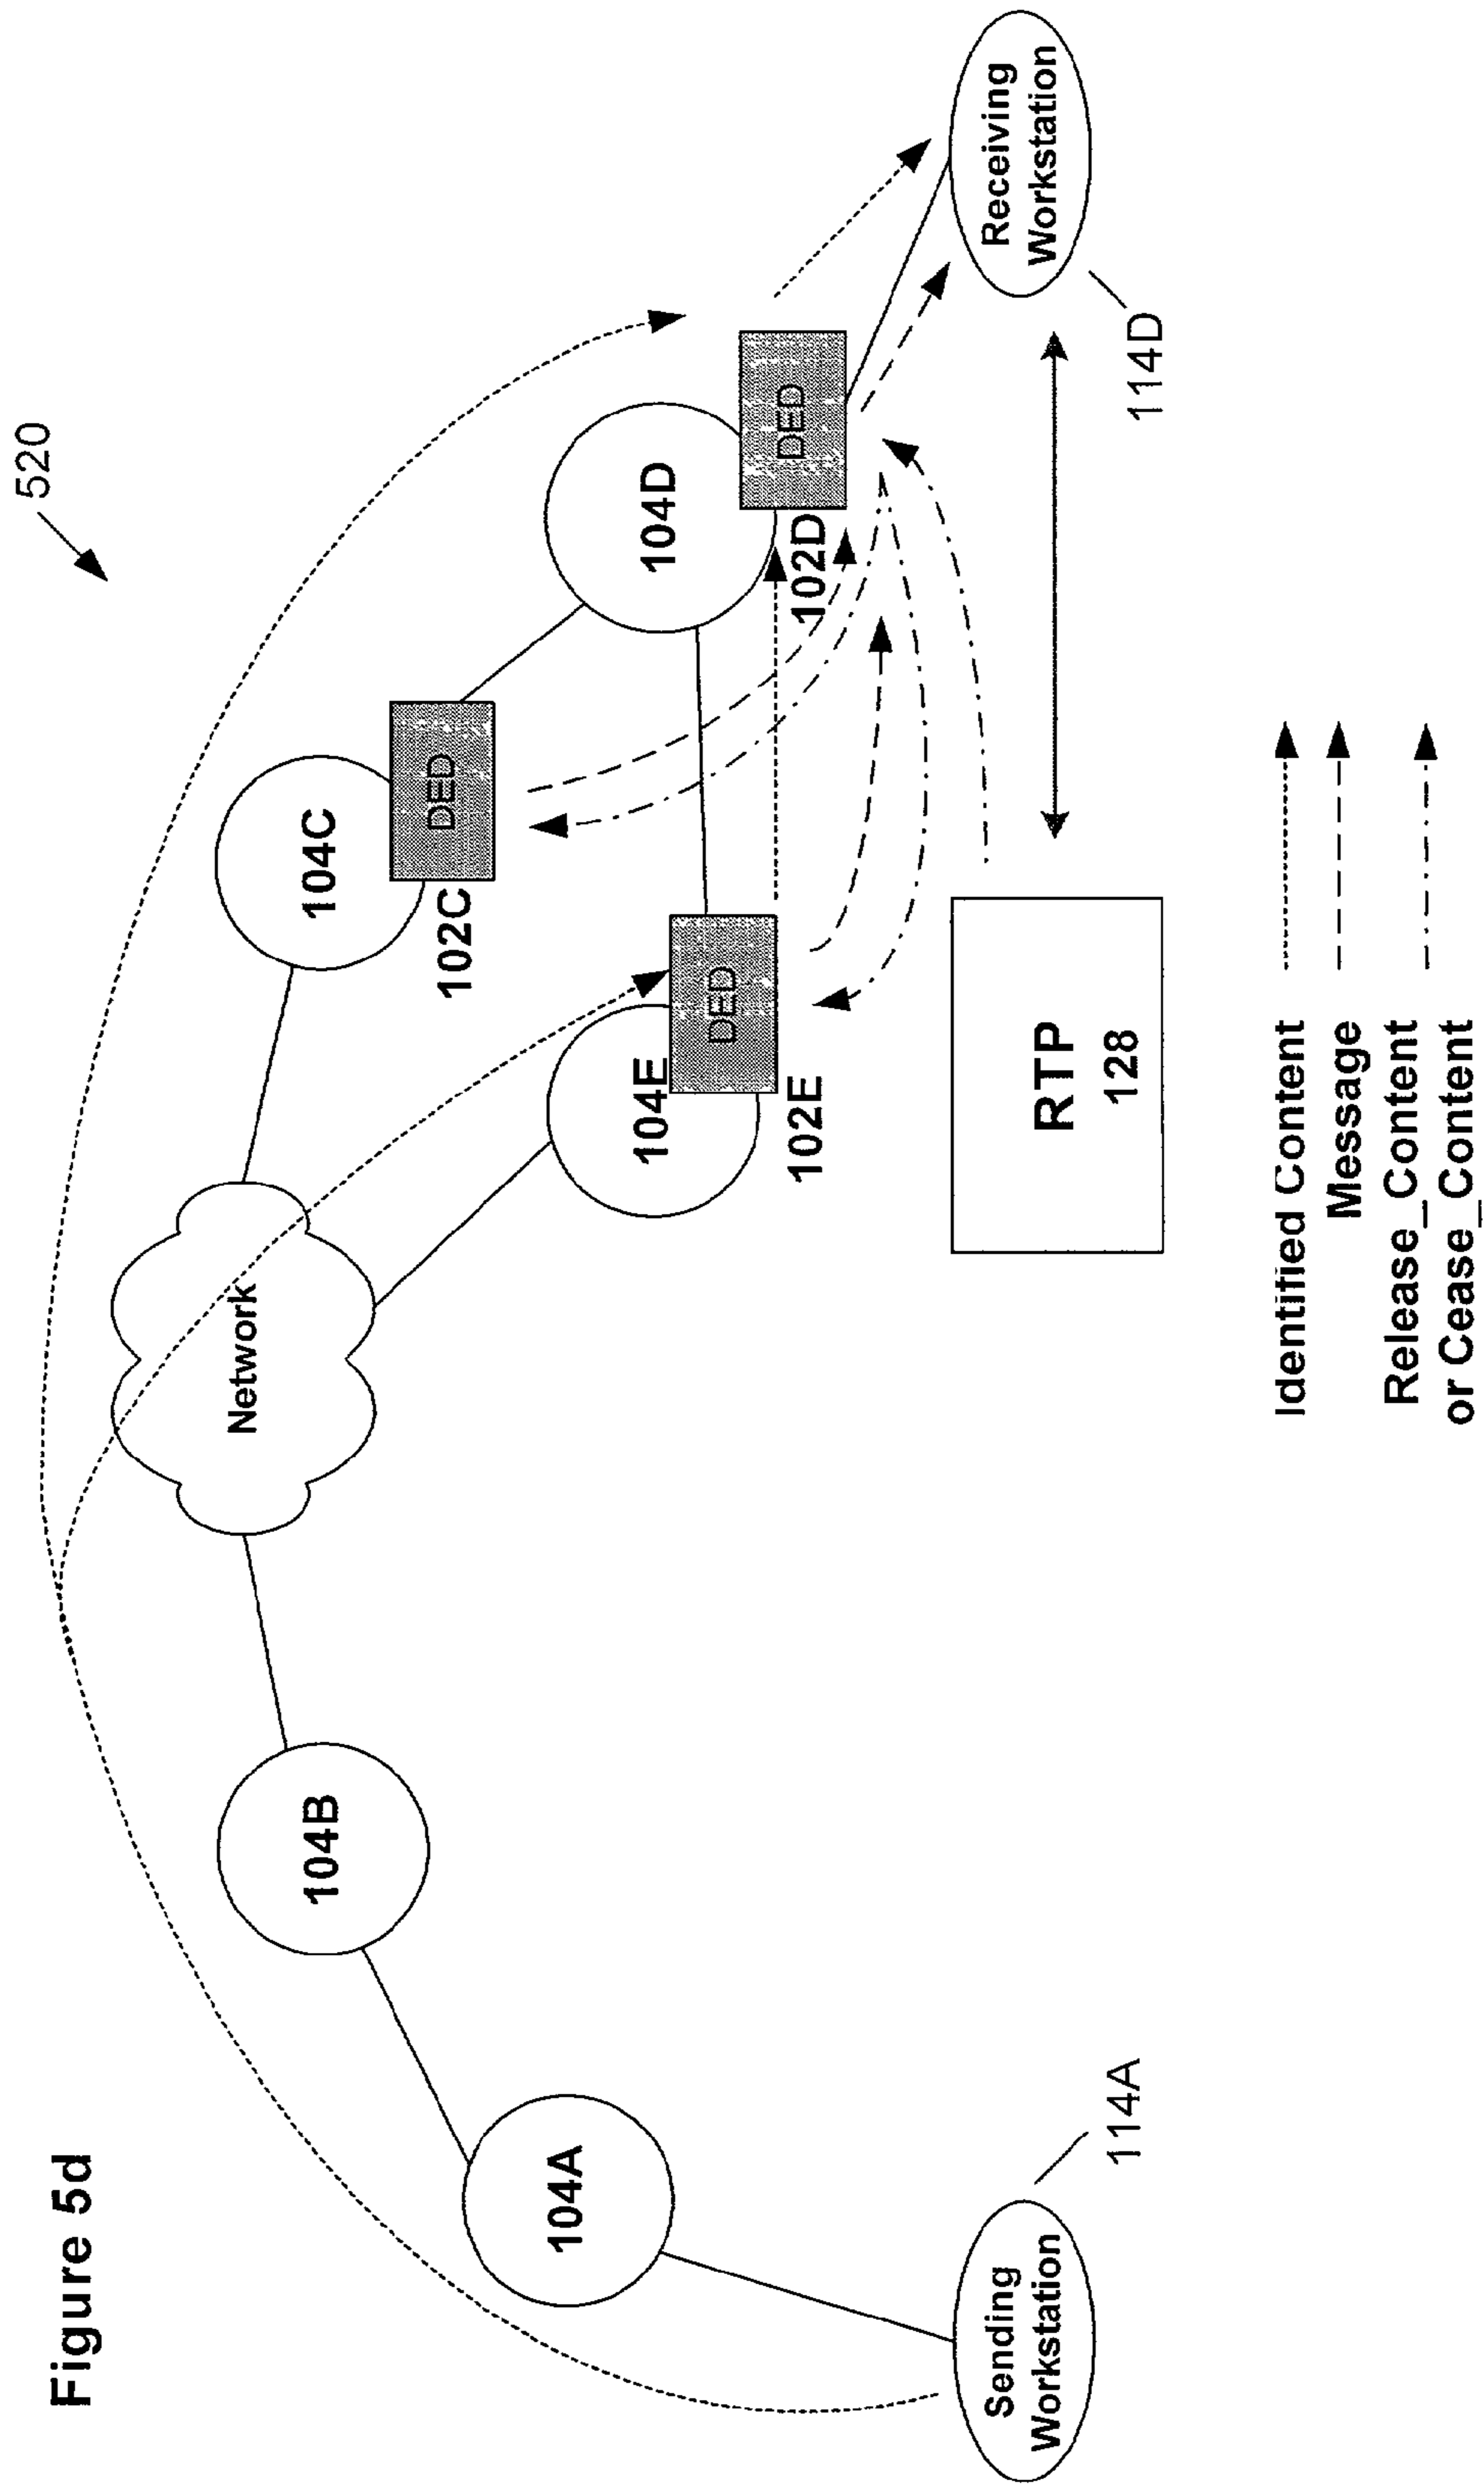 Figure 5d
520
Network
104B
104A
104C
DED
102C
104D
DED
102D
104E
DED
102E
Sending
Workstation
114A
RTP
128
Receiving
Workstation
114D
Identified Content
Message
Release_Content
or Cease_Content